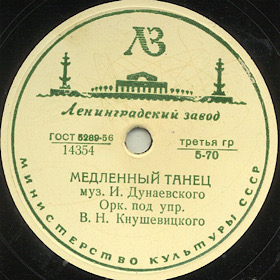 ЛЗ
Ленинградский завод
ГОСТ 5289-56
14354
третья гр
5-70
МЕДЛЕННЫЙ ТАНЕЦ
муз. И. Дунаевского
Орк. под упр.
В. Н. Кнушевицкого
МИНИСТЕРСТВО КУЛЬТУРЫ СССР